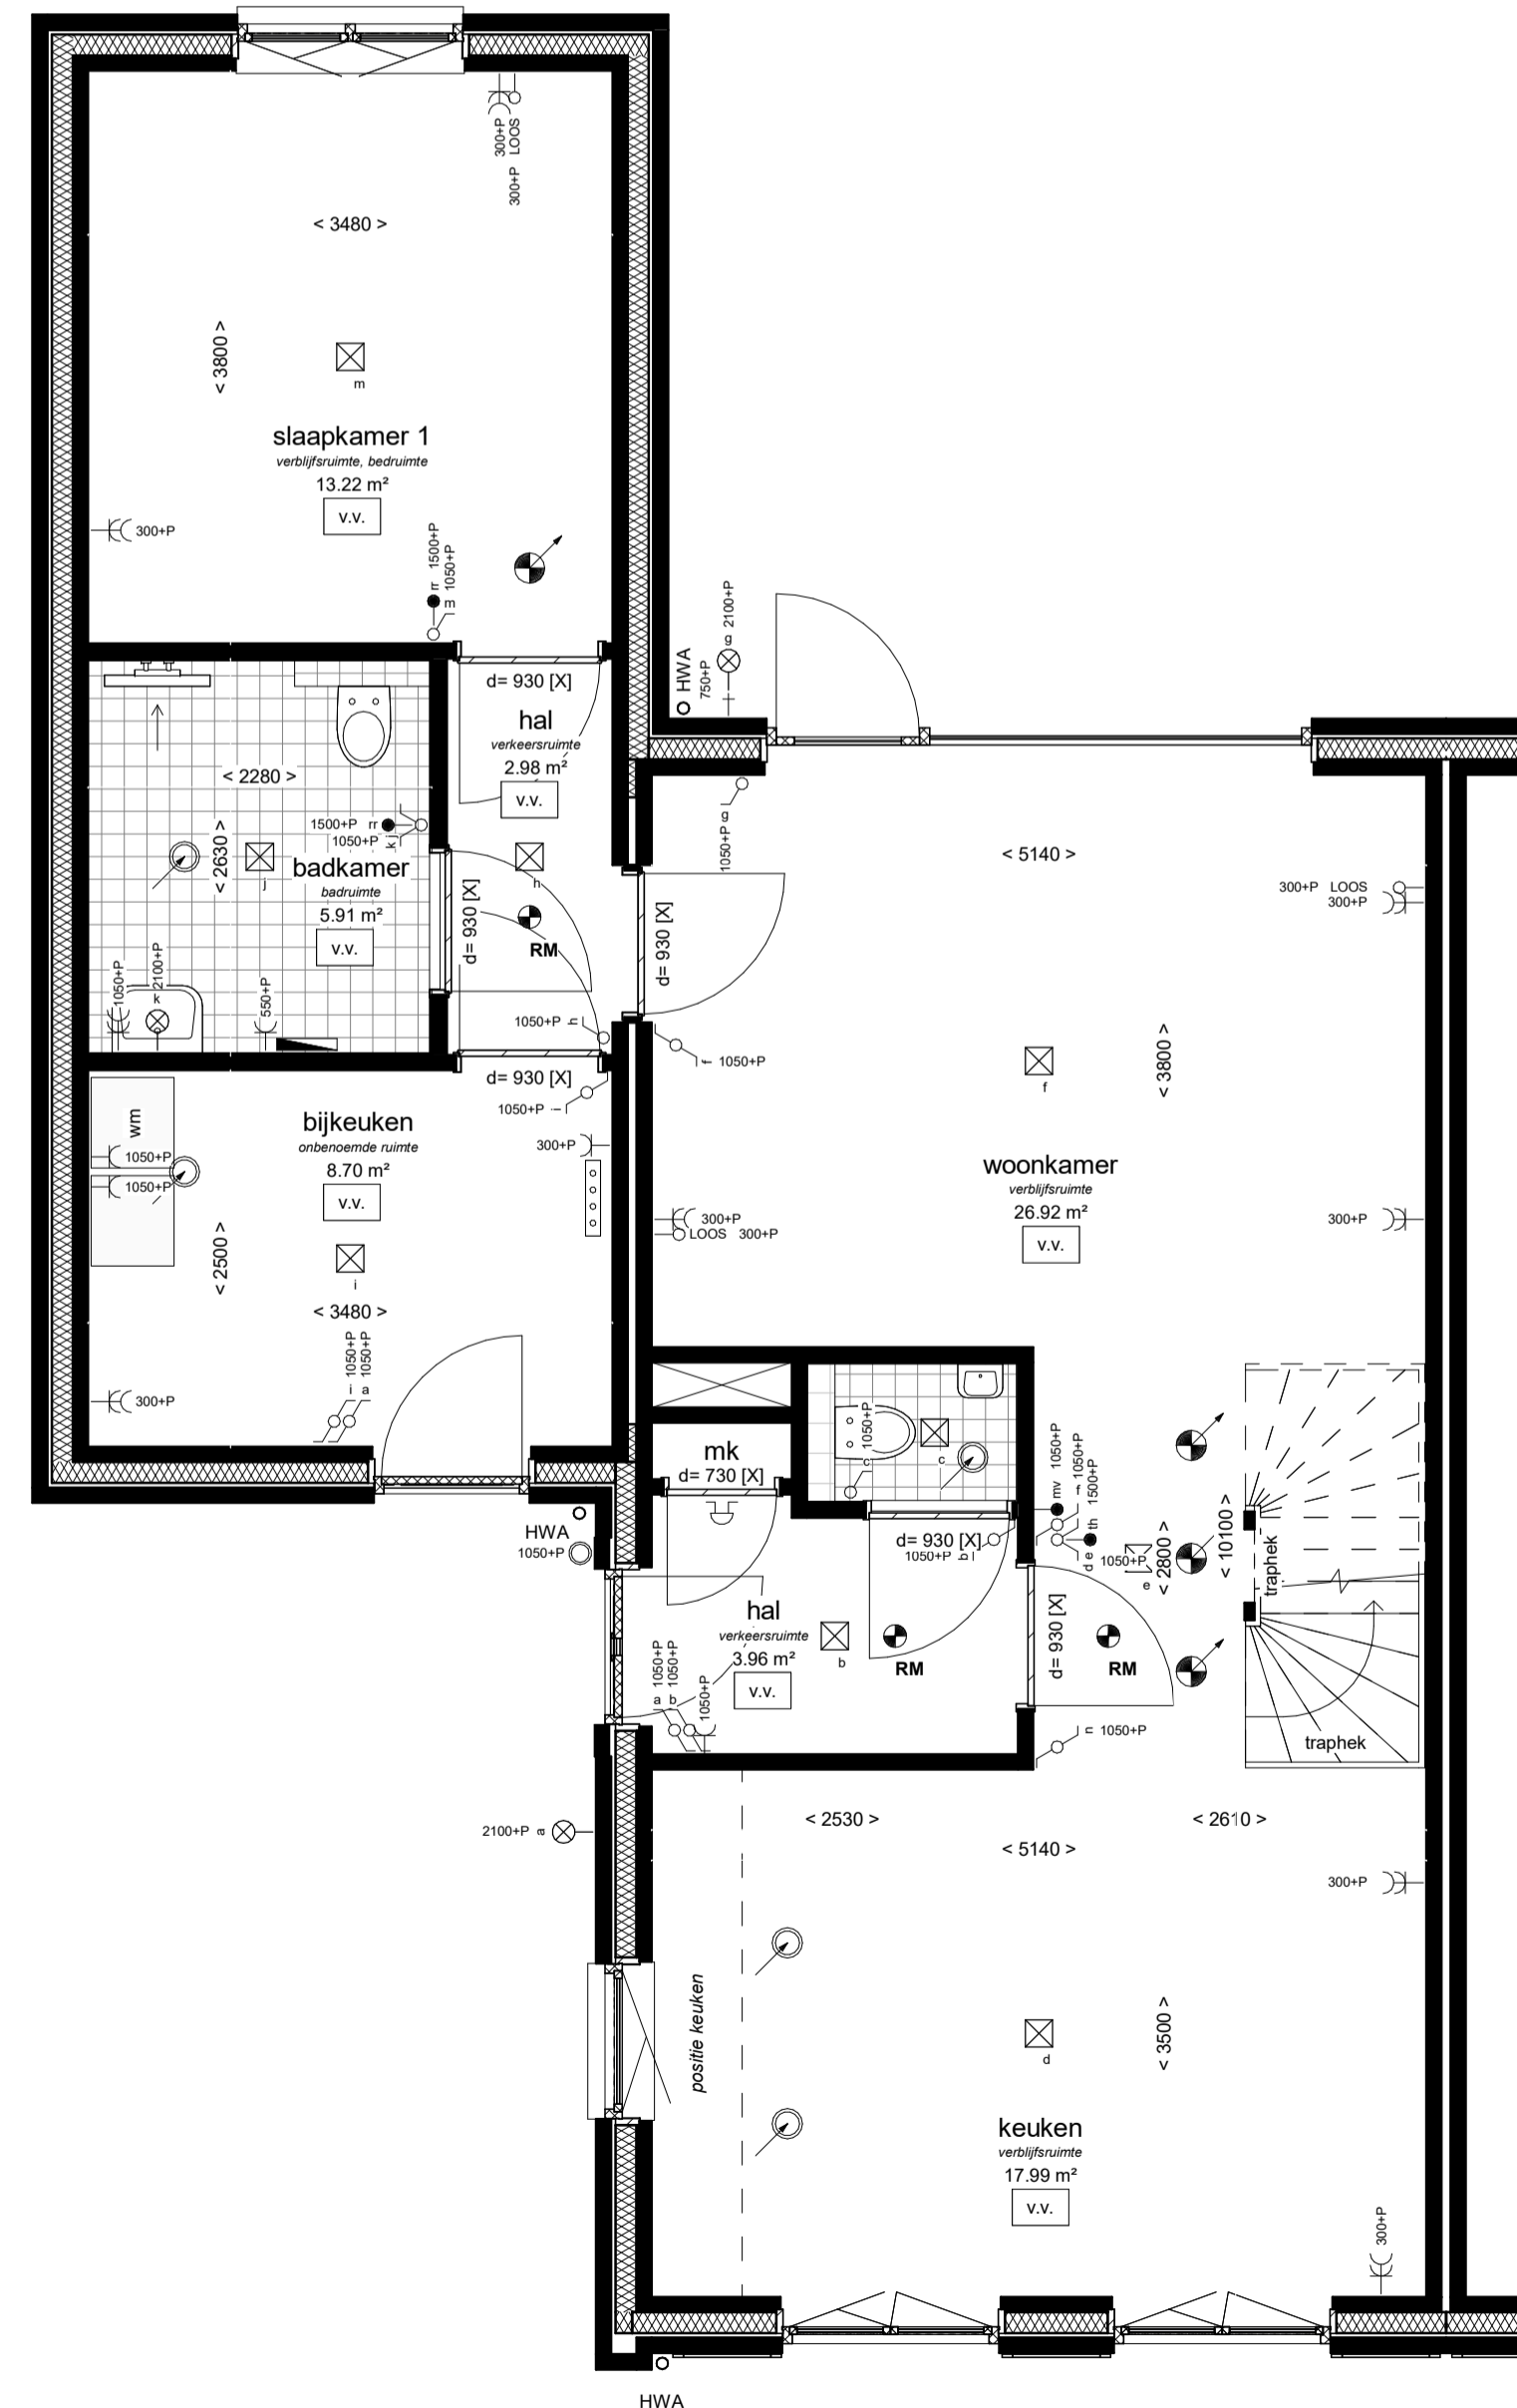 300+P
300+P LOOS
< 3480 >
< 3800 >
m
slaapkamer 1
verblijfsruimte, bedruimte
13.22 m²
v.v.
300+P
rr 1500+P
m 1050+P
d= 930 [X]
hal
verkeersruimte
2.98 m²
v.v.
HWA
750+P
g 2100+P
< 2280 >
1500+P rr
1050+P k j
< 2630 >
j
badkamer
badruimte
5.91 m²
v.v.
1050+P
k 2100+P
550+P
d= 930 [X]
h
RM
1050+P h
d= 930 [X]
1050+P g
< 5140 >
300+P LOOS
300+P
f 1050+P
f
< 3800 >
d= 930 [X]
1050+P i
wm
1050+P
1050+P
bijkeuken
onbenoemde ruimte
8.70 m²
v.v.
300+P
< 2500 >
i
< 3480 >
i 1050+P
a 1050+P
300+P
woonkamer
verblijfsruimte
26.92 m²
v.v.
300+P
LOOS 300+P
300+P
mk
d= 730 [X]
1050+P
c
c
d= 930 [X]
1050+P b
mv 1050+P
f 1050+P
th 1500+P
d e
1050+P
e
< 2800 >
< 10100 >
traphek
HWA
1050+P
hal
verkeersruimte
3.96 m²
v.v.
b
RM
d= 930 [X]
RM
a 1050+P
b 1050+P
1050+P
n 1050+P
traphek
2100+P a
< 2530 >
< 2610 >
< 5140 >
300+P
positie keuken
d
< 3500 >
keuken
verblijfsruimte
17.99 m²
v.v.
300+P
HWA